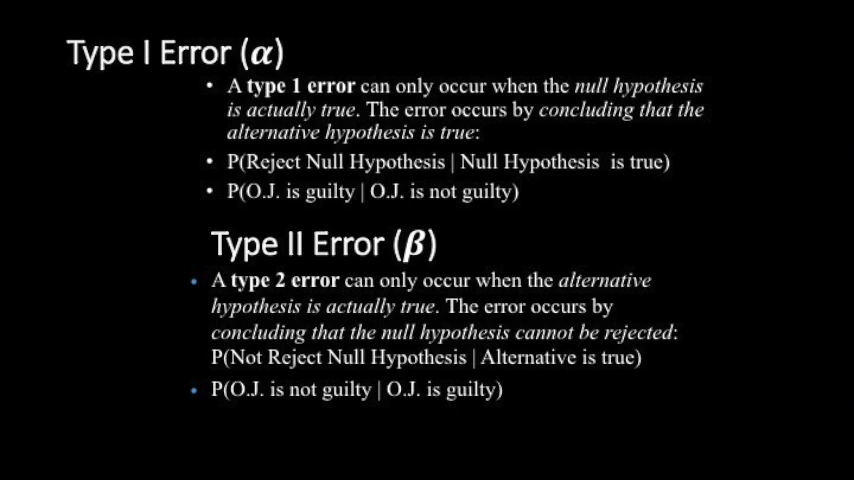 Type I Error (α)
• A type 1 error can only occur when the null hypothesis
is actually true. The error occurs by concluding that the
alternative hypothesis is true:
• P(Reject Null Hypothesis | Null Hypothesis is true)
• P(O.J. is guilty | O.J. is not guilty)
Type II Error (β)
• A type 2 error can only occur when the alternative
hypothesis is actually true. The error occurs by
concluding that the null hypothesis cannot be rejected:
P(Not Reject Null Hypothesis | Alternative is true)
• P(O.J. is not guilty | O.J. is guilty)